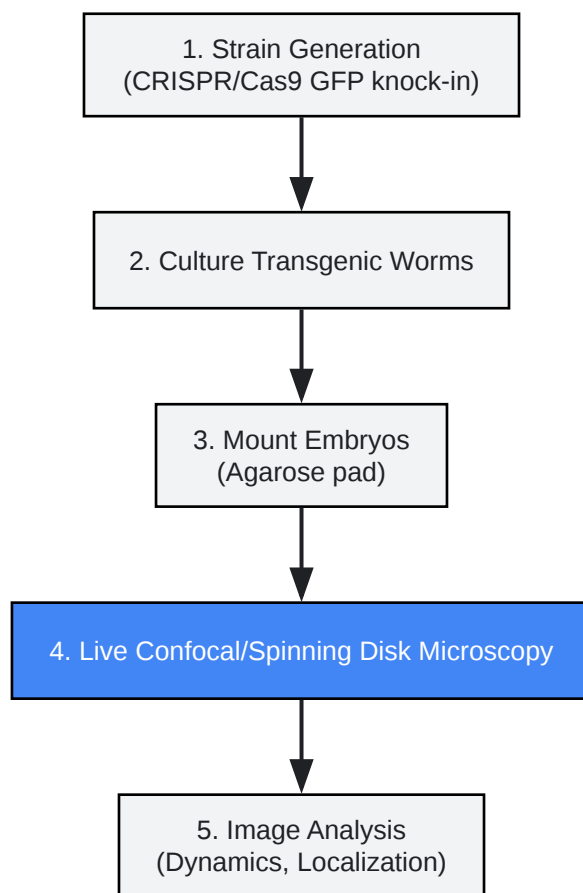 1. Strain Generation
(CRISPR/Cas9 GFP knock-in)
2. Culture Transgenic Worms
3. Mount Embryos
(Agarose pad)
4. Live Confocal/Spinning Disk Microscopy
5. Image Analysis
(Dynamics, Localization)